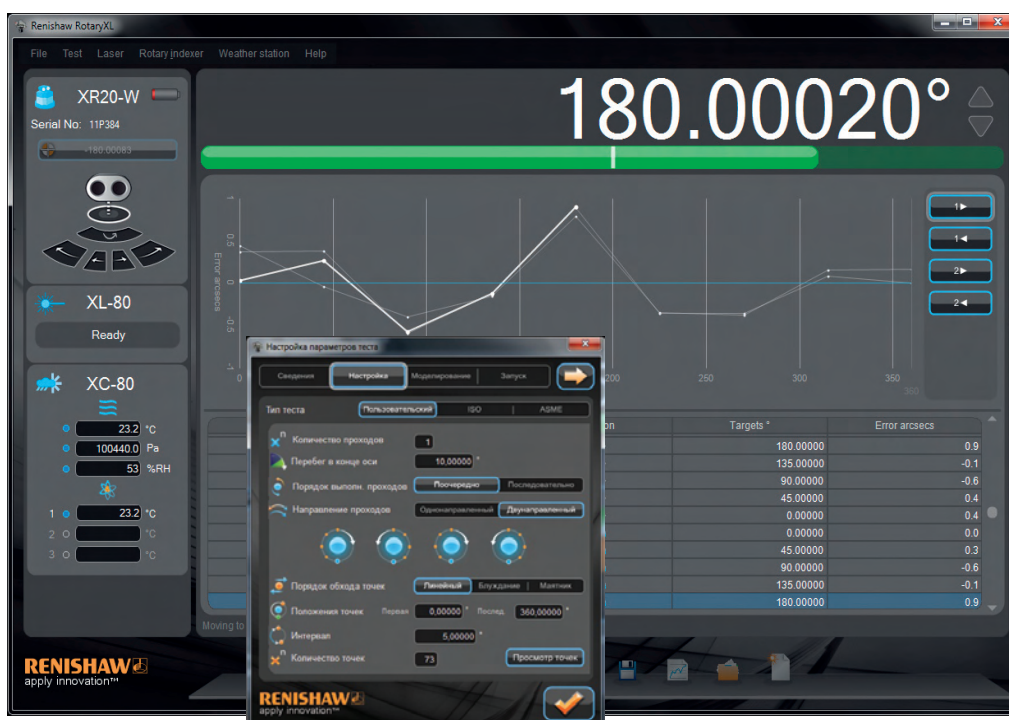 Renishaw RotaryXL
File Test Laser Rotary indexer Weather station Help
XR20-W
Serial No: 11P384
-180.00083
180.00020°
XL-80
Ready
XC-80
23.2 °C
100440.0 Pa
53 %RH
1 23.2 °C
2 °C
3 °C
Error arcsecs
1
0.5
0
-0.5
-1
0 200 250 300 350
360
1
1
2
2
Targets ° Error arcsecs
180.00000 0.9
135.00000 -0.1
90.00000 -0.6
45.00000 0.4
0.00000 0.4
0.00000 0.0
45.00000 0.3
90.00000 -0.6
135.00000 -0.1
180.00000 0.9
Moving to
Настройка параметров теста
Сведения Настройка Моделирование Запуск
Тип теста Пользовательский ISO ASME
Количество проходов 1
Перебег в конце оси 10,00000 °
Порядок выполн. проходов Поочередно Последовательно
Направление проходов Однонаправленный Двунаправленный
Порядок обхода точек Линейный Блуждание Маятник
Положения точек Первая 0,00000 ° Послед. 360,00000 °
Интервал 5,00000 °
Количество точек 73 Просмотр точек
RENISHAW
apply innovation™
RENISHAW
apply innovation™